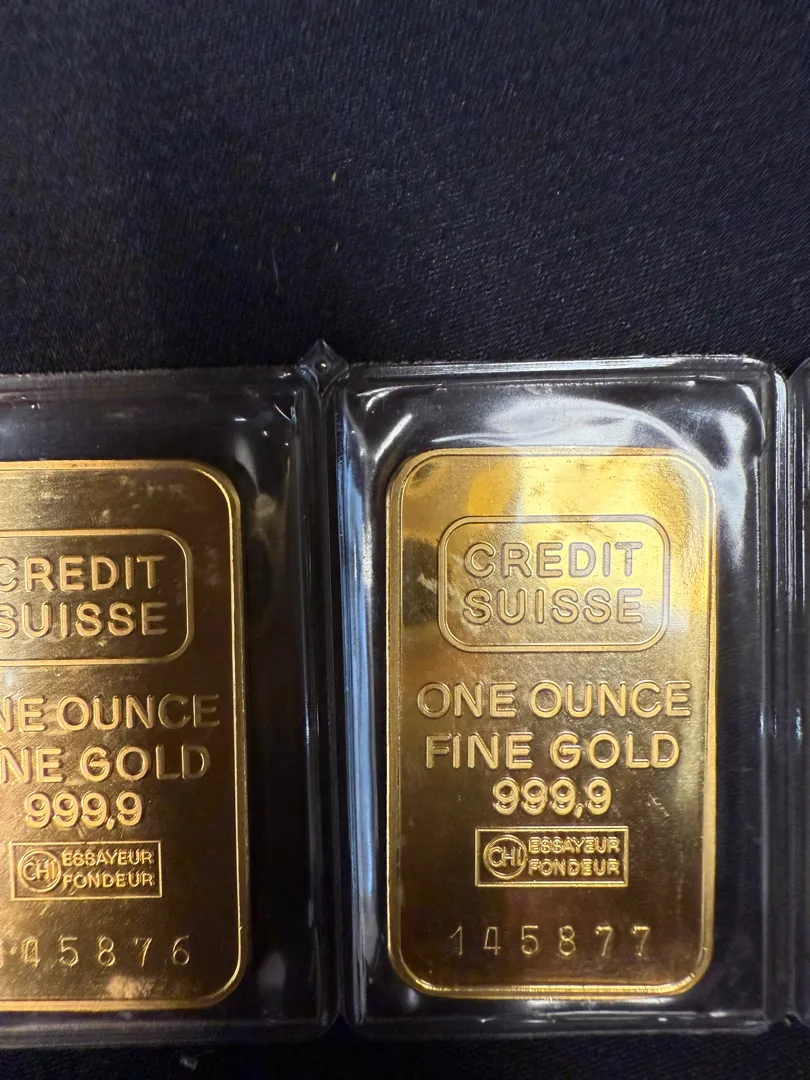 CREDIT
SUISSE
NE OUNCE
NE GOLD
999,9
CHI ESSAYEUR
FONDEUR
145876
CREDIT
SUISSE
ONE OUNCE
FINE GOLD
999,9
CHI ESSAYEUR
FONDEUR
145877